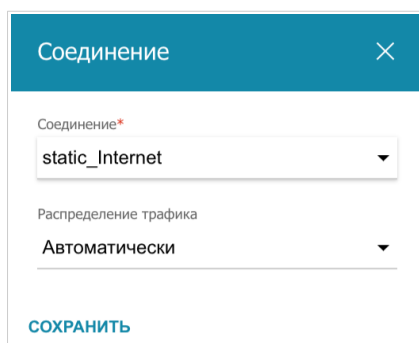 Соединение
Соединение*
static_Internet
Распределение трафика
Автоматически
СОХРАНИТЬ